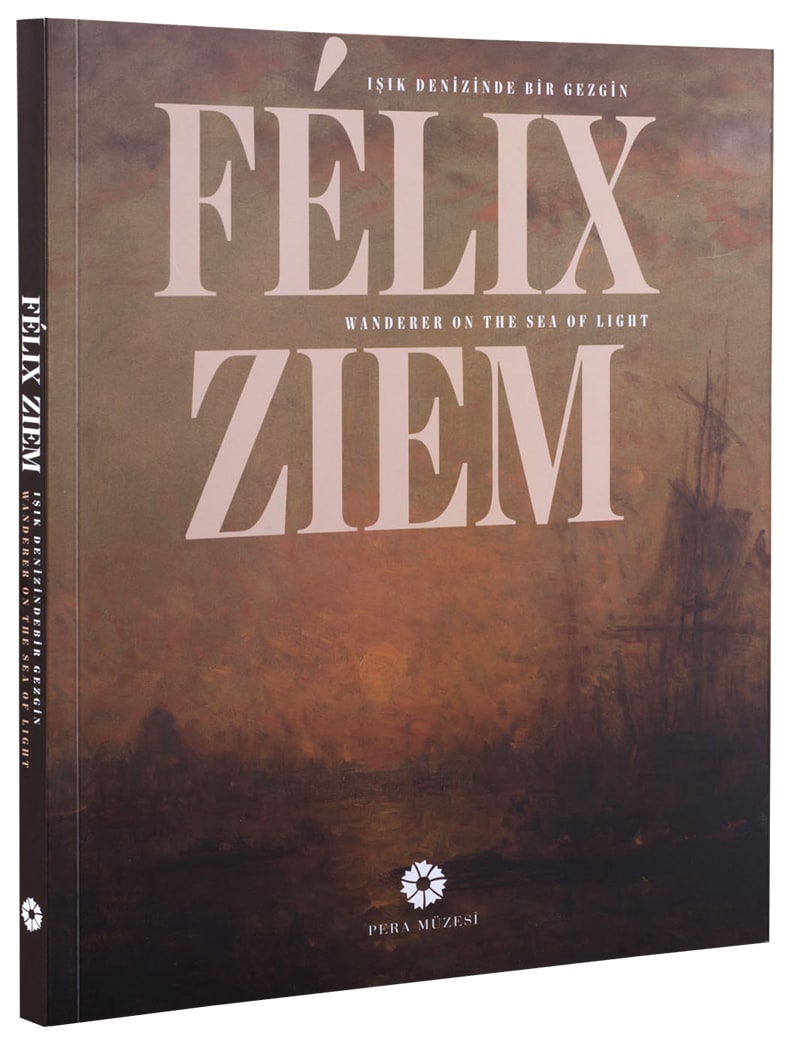 IŞIK DENİZİNDE BİR GEZGİN
FÉLIX
WANDERER ON THE SEA OF LIGHT
ZIEM
PERA MÜZESİ
FÉLIX ZIEM
IŞIK DENİZİNDEBİR GEZGİN
WANDERER ON THE SEA OF LIGHT